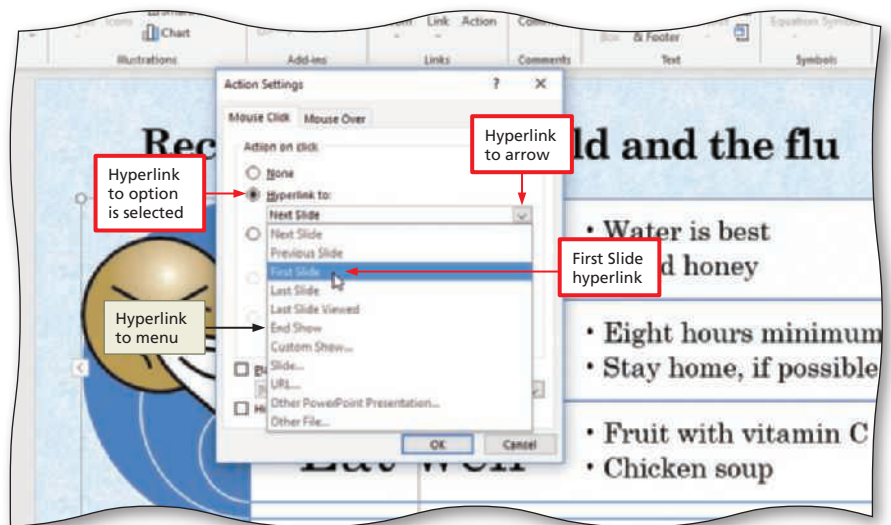 Icons
Chart
Link Action
& Footer
Equation Symbol
Illustrations
Add-ins
Links
Comments
Text
Symbols
Action Settings
? ×
Mouse Click Mouse Over
Action on click
None
Hyperlink to:
Next Slide
Next Slide
Previous Slide
First Slide
Last Slide
Last Slide Viewed
End Show
Custom Show...
Slide...
URL...
Other PowerPoint Presentation...
Other File...
OK Cancel
Hyperlink
to option
is selected
Hyperlink
to arrow
First Slide
hyperlink
Hyperlink
to menu
Rec
ld and the flu
• Water is best
d honey
• Eight hours minimum
• Stay home, if possible
• Fruit with vitamin C
• Chicken soup
Eat well